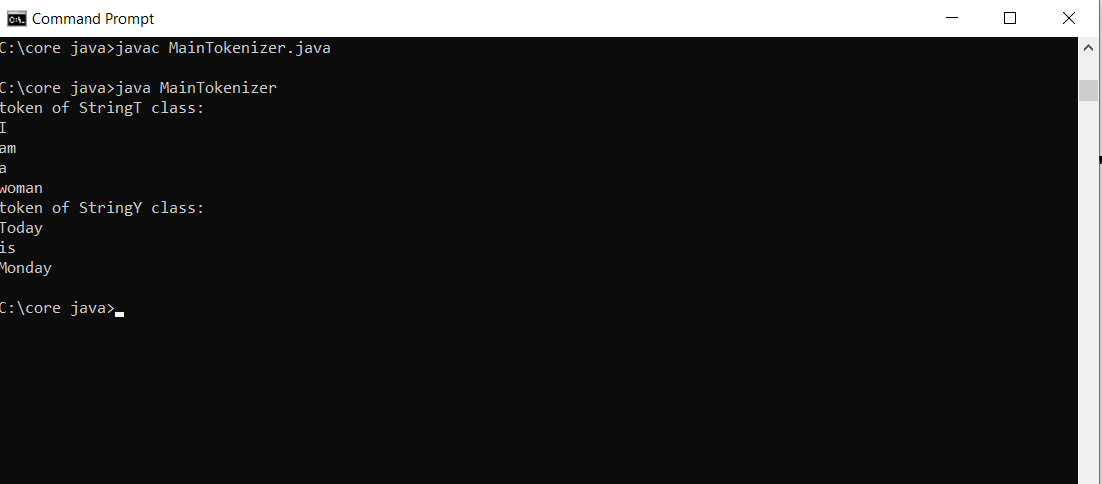 Command Prompt
C:\core java>javac MainTokenizer.java
C:\core java>java MainTokenizer
token of StringT class:
I
am
a
woman
token of StringY class:
Today
is
Monday
C:\core java>